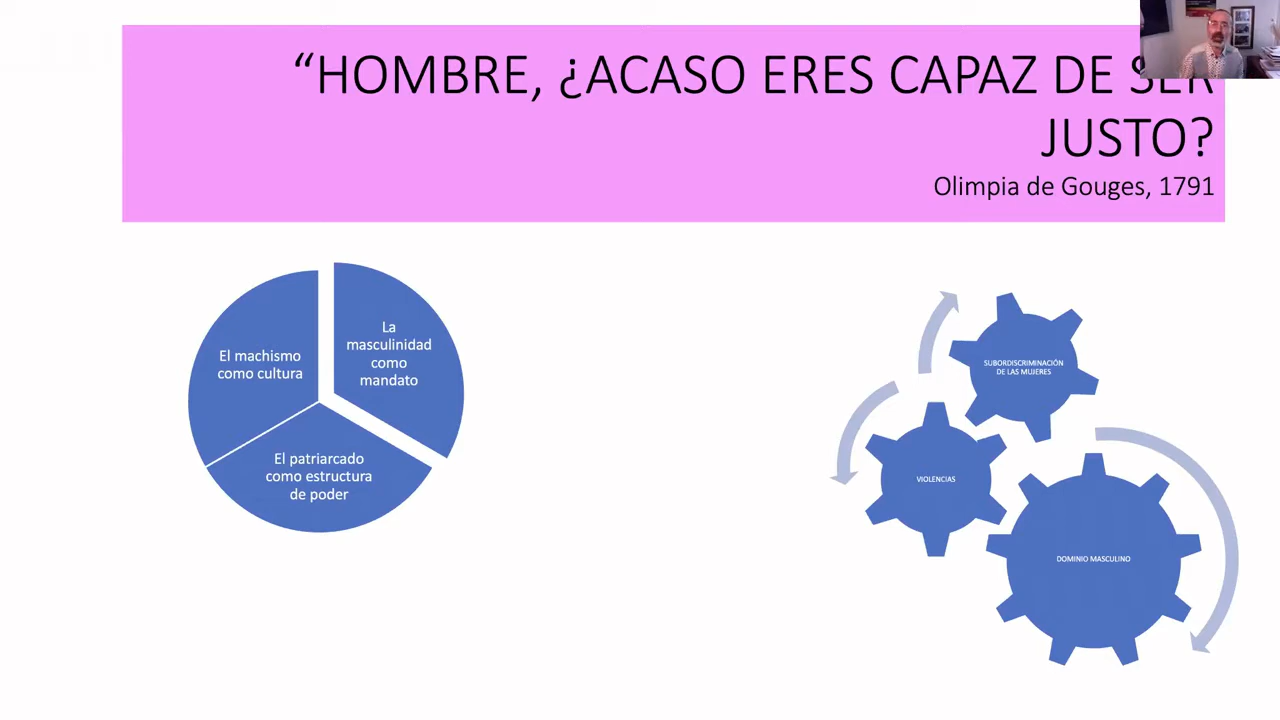 “HOMBRE, ¿ACASO ERES CAPAZ DE SER
JUSTO?
Olimpia de Gouges, 1791
El machismo
como cultura
La
masculinidad
como
mandato
El patriarcado
como estructura
de poder
SUBORDISCRIMINACIÓN
DE LAS MUJERES
VIOLENCIAS
DOMINIO MASCULINO